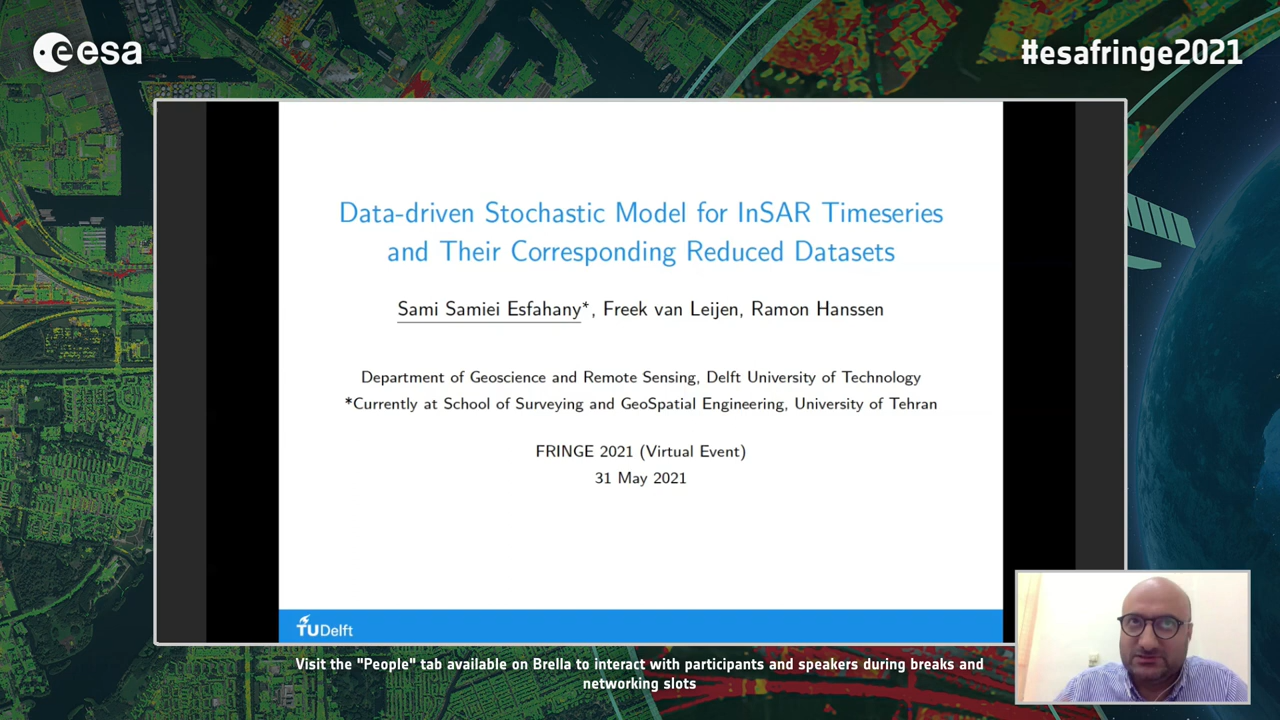 esa
#esafringe2021
Data-driven Stochastic Model for InSAR Timeseries
and Their Corresponding Reduced Datasets
Sami Samiei Esfahany*, Freek van Leijen, Ramon Hanssen
Department of Geoscience and Remote Sensing, Delft University of Technology
*Currently at School of Surveying and GeoSpatial Engineering, University of Tehran
FRINGE 2021 (Virtual Event)
31 May 2021
TUDelft
Visit the "People" tab available on Brella to interact with participants and speakers during breaks and
networking slots